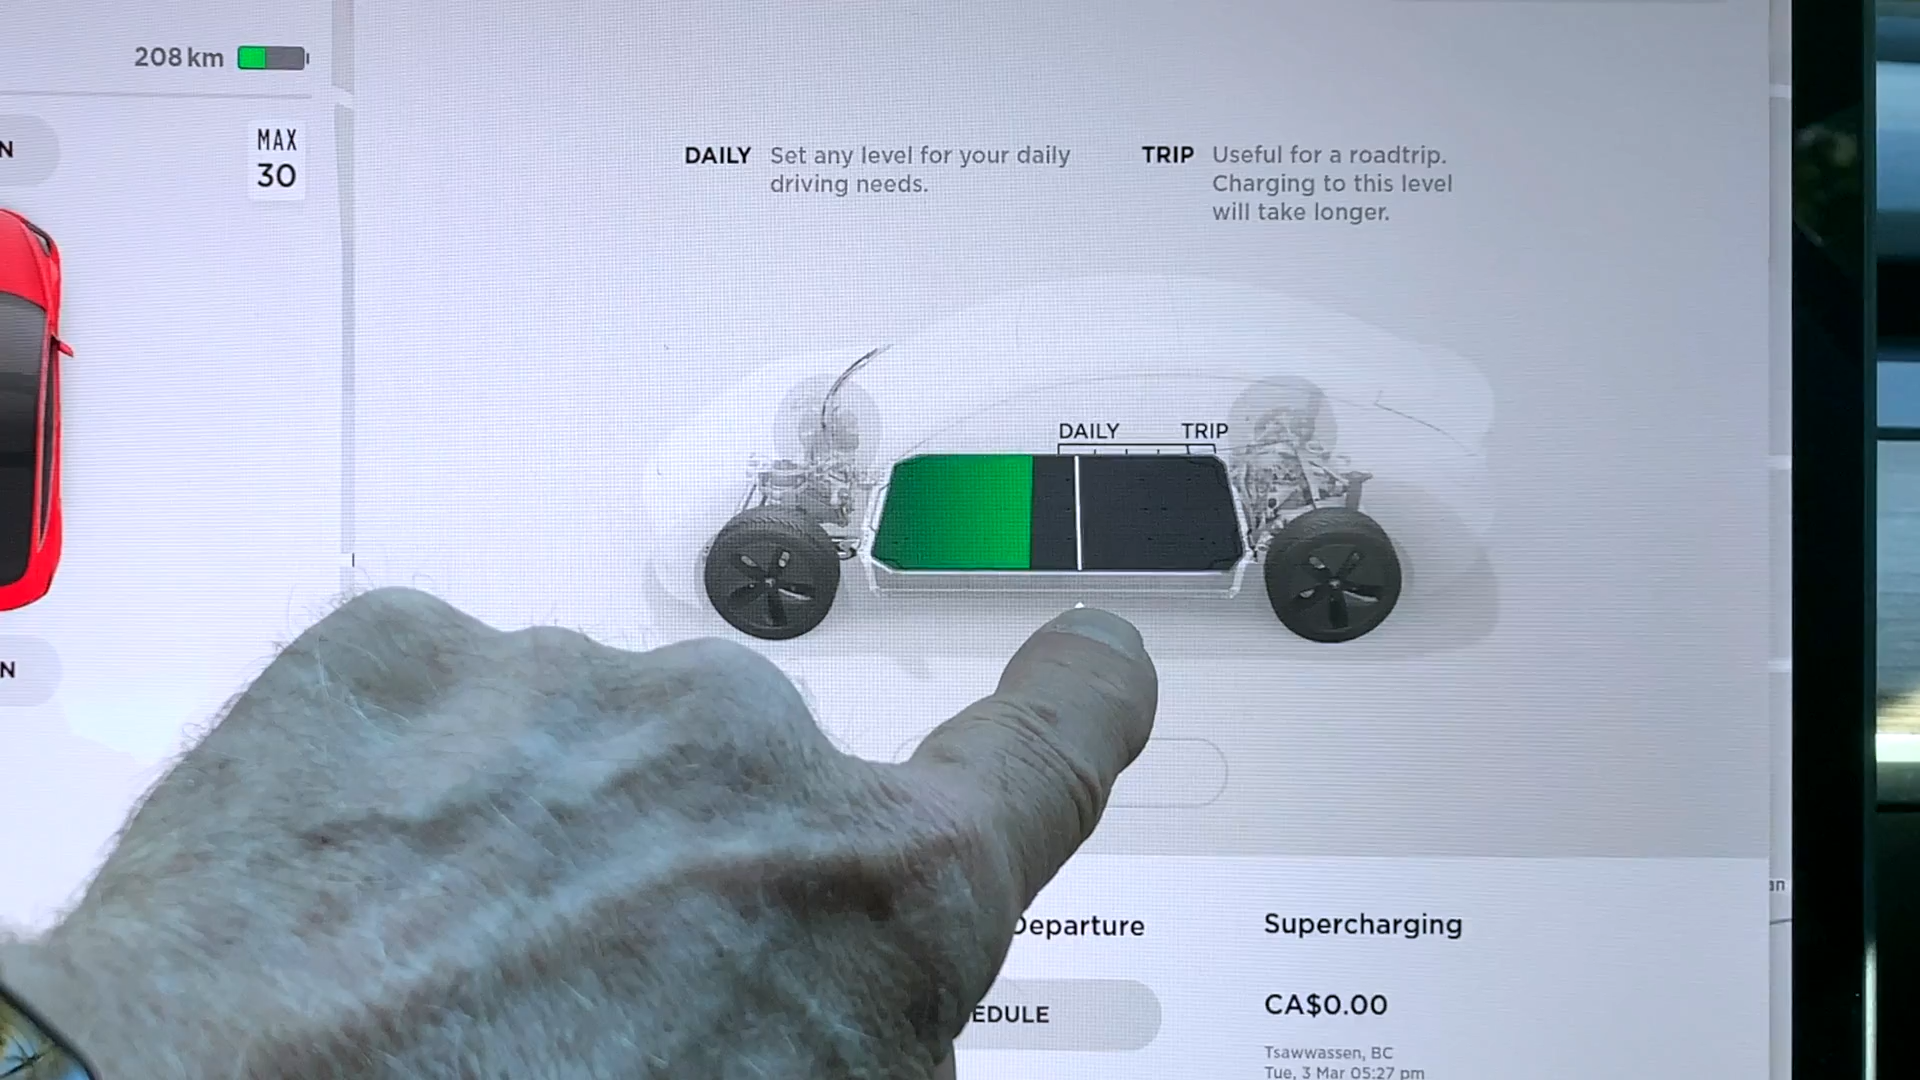 208 km
N
MAX
30
DAILY Set any level for your daily
driving needs.
TRIP Useful for a roadtrip.
Charging to this level
will take longer.
DAILY TRIP
N
Departure
EDULE
Supercharging
CA$0.00
Tsawwassen, BC
Tue, 3 Mar 05:27 pm
an